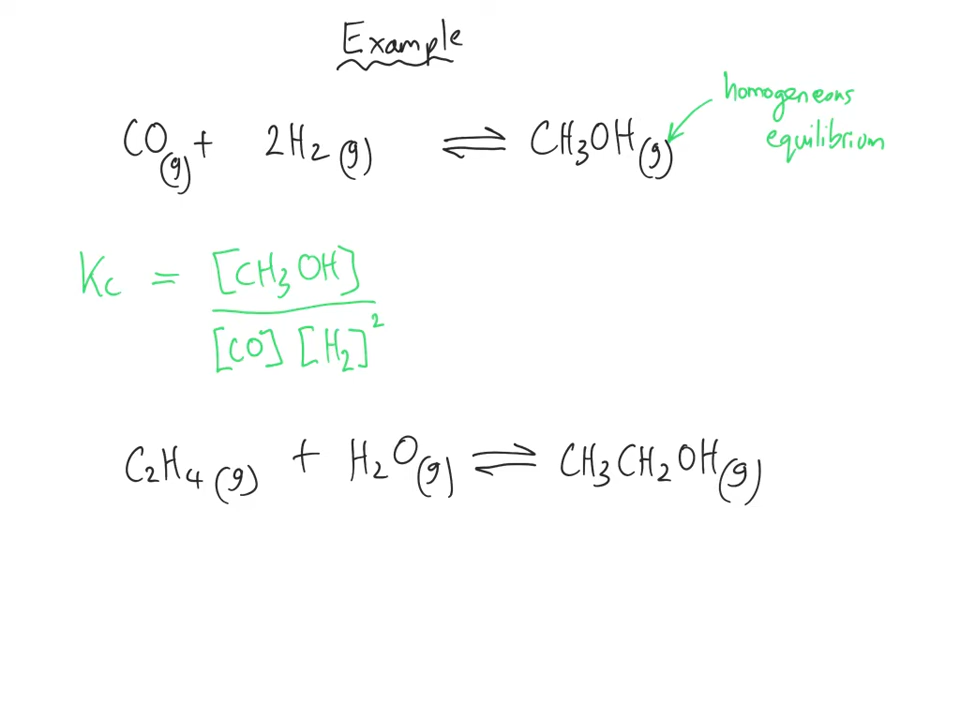 Example
homogeneous
equilibrium
CO(g) + 2H2(g) ⇌ CH3OH(g)
Kc = [CH3OH]
[CO] [H2]²
C2H4(g) + H2O(g) ⇌ CH3CH2OH(g)